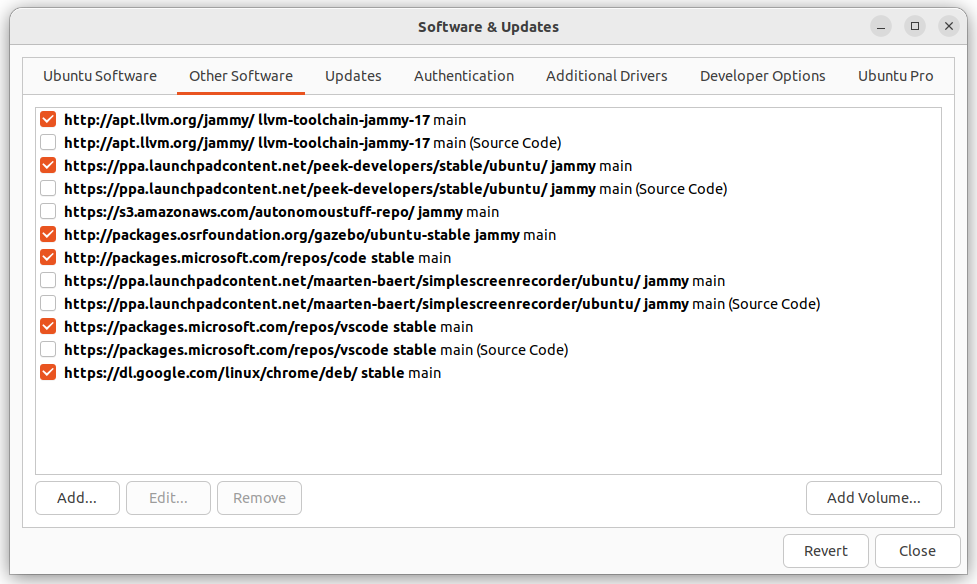 Software & Updates
Ubuntu Software Other Software Updates Authentication Additional Drivers Developer Options Ubuntu Pro
http://apt.llvm.org/jammy/ llvm-toolchain-jammy-17 main
http://apt.llvm.org/jammy/ llvm-toolchain-jammy-17 main (Source Code)
https://ppa.launchpadcontent.net/peek-developers/stable/ubuntu/ jammy main
https://ppa.launchpadcontent.net/peek-developers/stable/ubuntu/ jammy main (Source Code)
https://s3.amazonaws.com/autonomoustuff-repo/ jammy main
http://packages.osrfoundation.org/gazebo/ubuntu-stable jammy main
http://packages.microsoft.com/repos/code stable main
https://ppa.launchpadcontent.net/maarten-baert/simplescreenrecorder/ubuntu/ jammy main
https://ppa.launchpadcontent.net/maarten-baert/simplescreenrecorder/ubuntu/ jammy main (Source Code)
https://packages.microsoft.com/repos/vscode stable main
https://packages.microsoft.com/repos/vscode stable main (Source Code)
https://dl.google.com/linux/chrome/deb/ stable main
Add... Edit... Remove Add Volume...
Revert Close